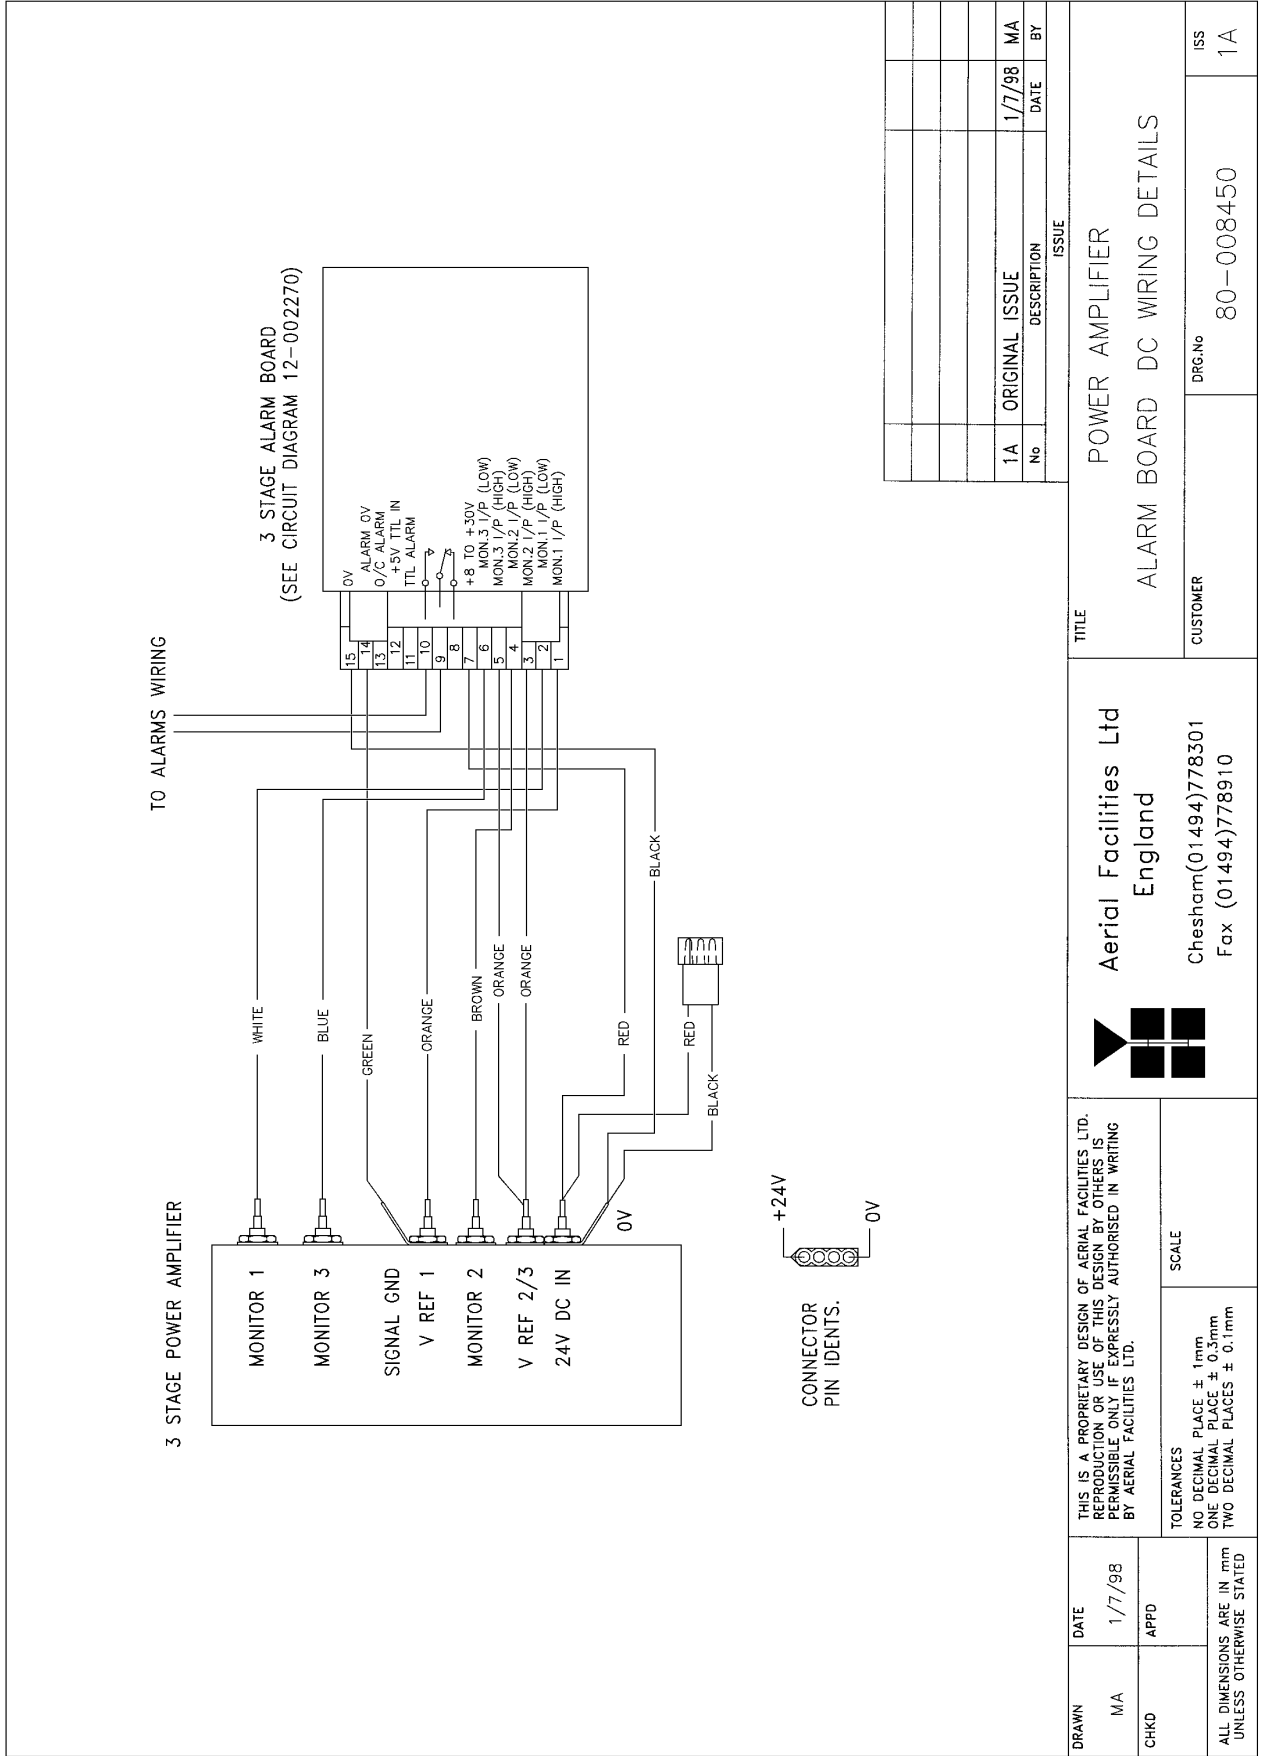 3 STAGE POWER AMPLIFIER
MONITOR 1
MONITOR 3
SIGNAL GND
V REF 1
MONITOR 2
V REF 2/3
24V DC IN
0V
WHITE
BLUE
GREEN
ORANGE
BROWN
ORANGE
ORANGE
RED
BLACK
RED
BLACK
TO ALARMS WIRING
3 STAGE ALARM BOARD
(SEE CIRCUIT DIAGRAM 12-002270)
15
14
13
12
11
10
9
8
7
6
5
4
3
2
1
0V
ALARM 0V
O/C ALARM
+5V TTL IN
TTL ALARM
+8 TO +30V
MON.3 I/P (LOW)
MON.3 I/P (HIGH)
MON.2 I/P (LOW)
MON.2 I/P (HIGH)
MON.1 I/P (LOW)
MON.1 I/P (HIGH)
CONNECTOR
PIN IDENTS.
+24V
0V
1A ORIGINAL ISSUE 1/7/98 MA
No DESCRIPTION DATE BY
ISSUE
DRAWN
MA
DATE
1/7/98
CHKD
APPD
ALL DIMENSIONS ARE IN mm
UNLESS OTHERWISE STATED
THIS IS A PROPRIETARY DESIGN OF AERIAL FACILITIES LTD.
REPRODUCTION OR USE OF THIS DESIGN BY OTHERS IS
PERMISSIBLE ONLY IF EXPRESSLY AUTHORISED IN WRITING
BY AERIAL FACILITIES LTD.
TOLERANCES
NO DECIMAL PLACE ± 1mm
ONE DECIMAL PLACE ± 0.3mm
TWO DECIMAL PLACES ± 0.1mm
SCALE
Aerial Facilities Ltd
England
Chesham(01494)778301
Fax (01494)778910
TITLE
POWER AMPLIFIER
ALARM BOARD DC WIRING DETAILS
CUSTOMER
DRG.No
80-008450
ISS
1A